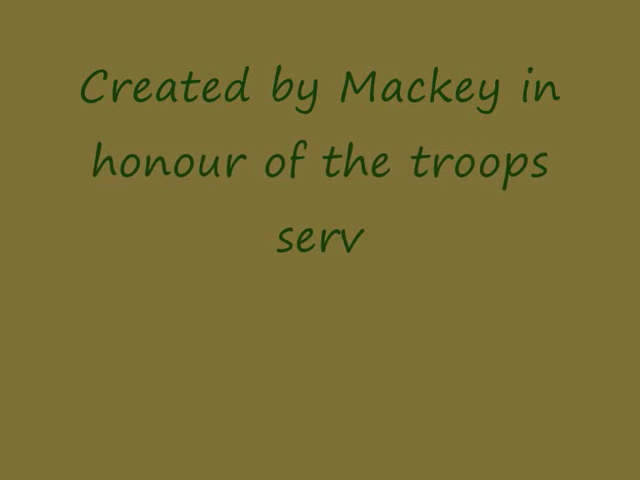 Created by Mackey in
honour of the troops
serv